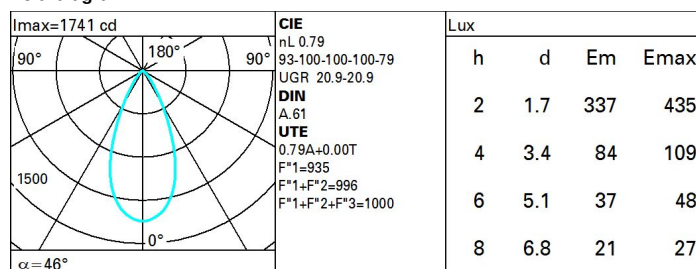 Imax=1741 cd
90°
180°
90°
1500
0°
α=46°
CIE
nL 0.79
93-100-100-100-79
UGR 20.9-20.9
DIN
A.61
UTE
0.79A+0.00T
F"1=935
F"1+F"2=996
F"1+F"2+F"3=1000
Lux
h d Em Emax
2 1.7 337 435
4 3.4 84 109
6 5.1 37 48
8 6.8 21 27